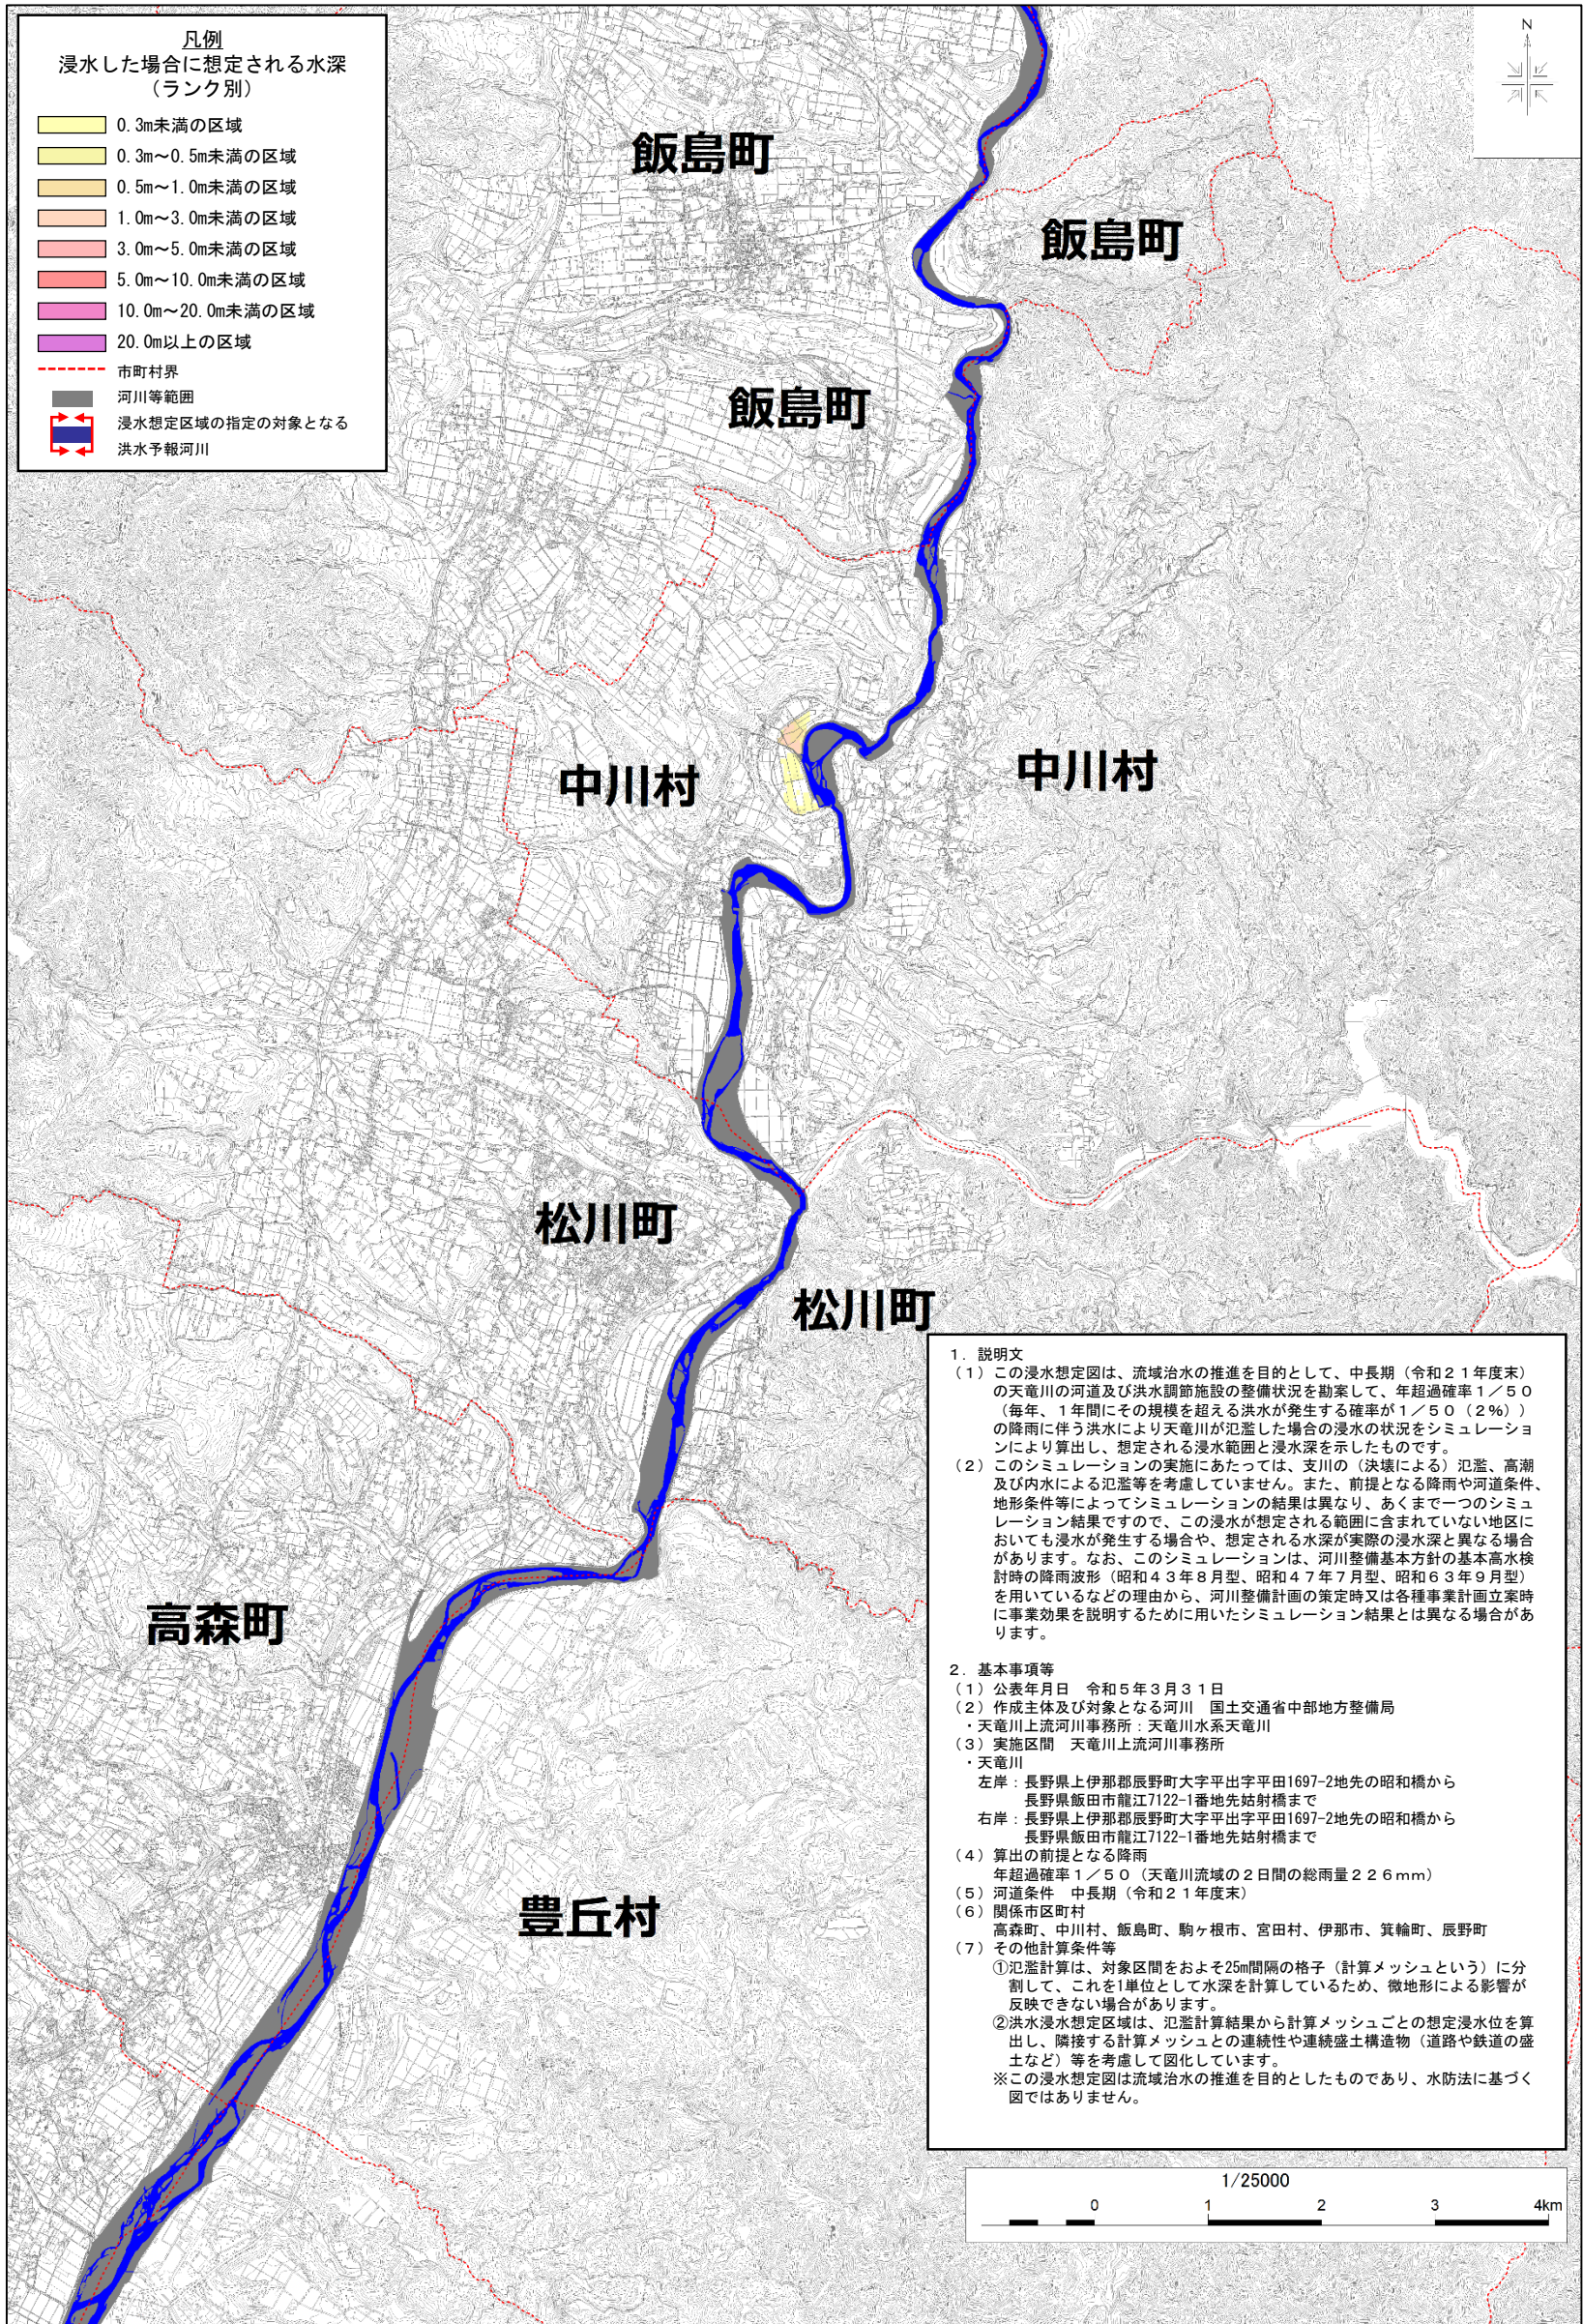 凡例
浸水した場合に想定される水深
（ランク別）
0.3m未満の区域
0.3m～0.5m未満の区域
0.5m～1.0m未満の区域
1.0m～3.0m未満の区域
3.0m～5.0m未満の区域
5.0m～10.0m未満の区域
10.0m～20.0m未満の区域
20.0m以上の区域
市町村界
河川等範囲
浸水想定区域の指定の対象となる
洪水予報河川
N
飯島町
飯島町
飯島町
中川村
中川村
松川町
松川町
高森町
豊丘村
1．説明文
（１）この浸水想定図は、流域治水の推進を目的として、中長期（令和２１年度末）
の天竜川の河道及び洪水調節施設の整備状況を勘案して、年超過確率１／５０
（毎年、１年間にその規模を超える洪水が発生する確率が１／５０（２％））
の降雨に伴う洪水により天竜川が氾濫した場合の浸水の状況をシミュレーショ
ンにより算出し、想定される浸水範囲と浸水深を示したものです。
（２）このシミュレーションの実施にあたっては、支川の（決壊による）氾濫、高潮
及び内水による氾濫等を考慮していません。また、前提となる降雨や河道条件、
地形条件等によってシミュレーションの結果は異なり、あくまで一つのシミュ
レーション結果ですので、この浸水が想定される範囲に含まれていない地区に
おいても浸水が発生する場合や、想定される水深が実際の浸水深と異なる場合
があります。なお、このシミュレーションは、河川整備基本方針の基本高水検
討時の降雨波形（昭和４３年８月型、昭和４７年７月型、昭和６３年９月型）
を用いているなどの理由から、河川整備計画の策定時又は各種事業計画立案時
に事業効果を説明するために用いたシミュレーション結果とは異なる場合があ
ります。
2．基本事項等
（１）公表年月日　令和５年３月３１日
（２）作成主体及び対象となる河川　国土交通省中部地方整備局
・天竜川上流河川事務所：天竜川水系天竜川
（３）実施区間　天竜川上流河川事務所
・天竜川
左岸：長野県上伊那郡辰野町大字平出字平田1697-2地先の昭和橋から
長野県飯田市龍江7122-1番地先姑射橋まで
右岸：長野県上伊那郡辰野町大字平出字平田1697-2地先の昭和橋から
長野県飯田市龍江7122-1番地先姑射橋まで
（４）算出の前提となる降雨
年超過確率１／５０（天竜川流域の２日間の総雨量２２６mm）
（５）河道条件　中長期（令和２１年度末）
（６）関係市区町村
高森町、中川村、飯島町、駒ヶ根市、宮田村、伊那市、箕輪町、辰野町
（７）その他計算条件等
①氾濫計算は、対象区間をおよそ25m間隔の格子（計算メッシュという）に分
割して、これを1単位として水深を計算しているため、微地形による影響が
反映できない場合があります。
②洪水浸水想定区域は、氾濫計算結果から計算メッシュごとの想定浸水位を算
出し、隣接する計算メッシュとの連続性や連続盛土構造物（道路や鉄道の盛
土など）等を考慮して図化しています。
※この浸水想定図は流域治水の推進を目的としたものであり、水防法に基づく
図ではありません。
1/25000
0 1 2 3 4km